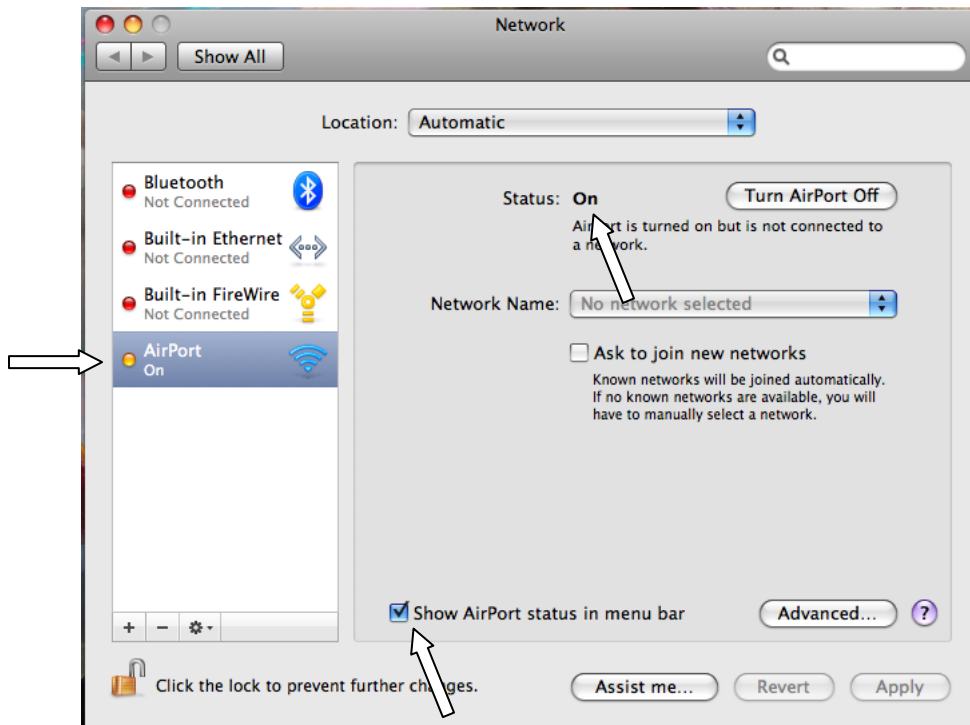 Network
Show All
Location: Automatic
Bluetooth
Not Connected
Built-in Ethernet
Not Connected
Built-in FireWire
Not Connected
AirPort
On
Status: On
Turn AirPort Off
AirPort is turned on but is not connected to
a network.
Network Name: No network selected
Ask to join new networks
Known networks will be joined automatically.
If no known networks are available, you will
have to manually select a network.
Show AirPort status in menu bar
Advanced...
?
Click the lock to prevent further changes.
Assist me...
Revert
Apply